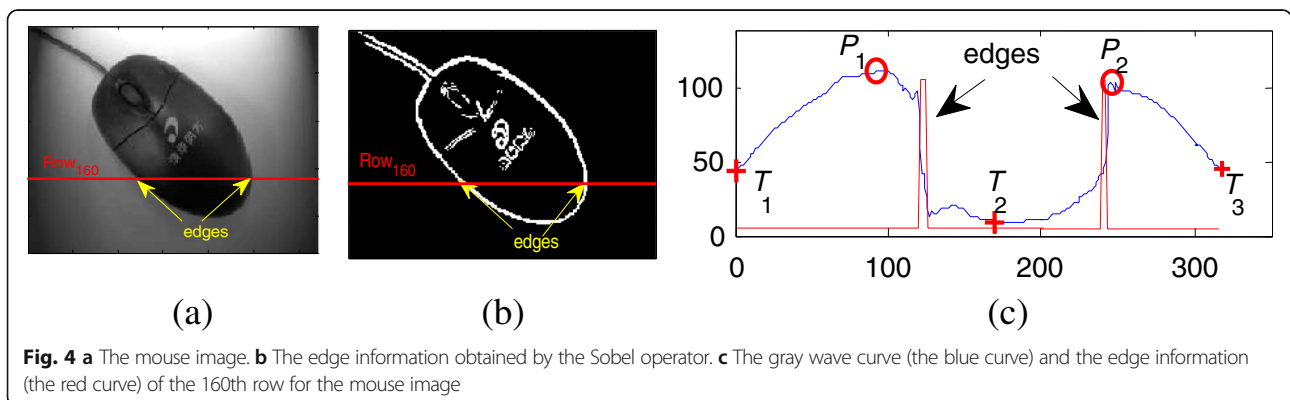 Row160
edges
(a)
Row160
edges
(b)
P1
edges
P2
100
50
T1
T2
T3
0
0
100
200
300
(c)
Fig. 4 a The mouse image. b The edge information obtained by the Sobel operator. c The gray wave curve (the blue curve) and the edge information
(the red curve) of the 160th row for the mouse image